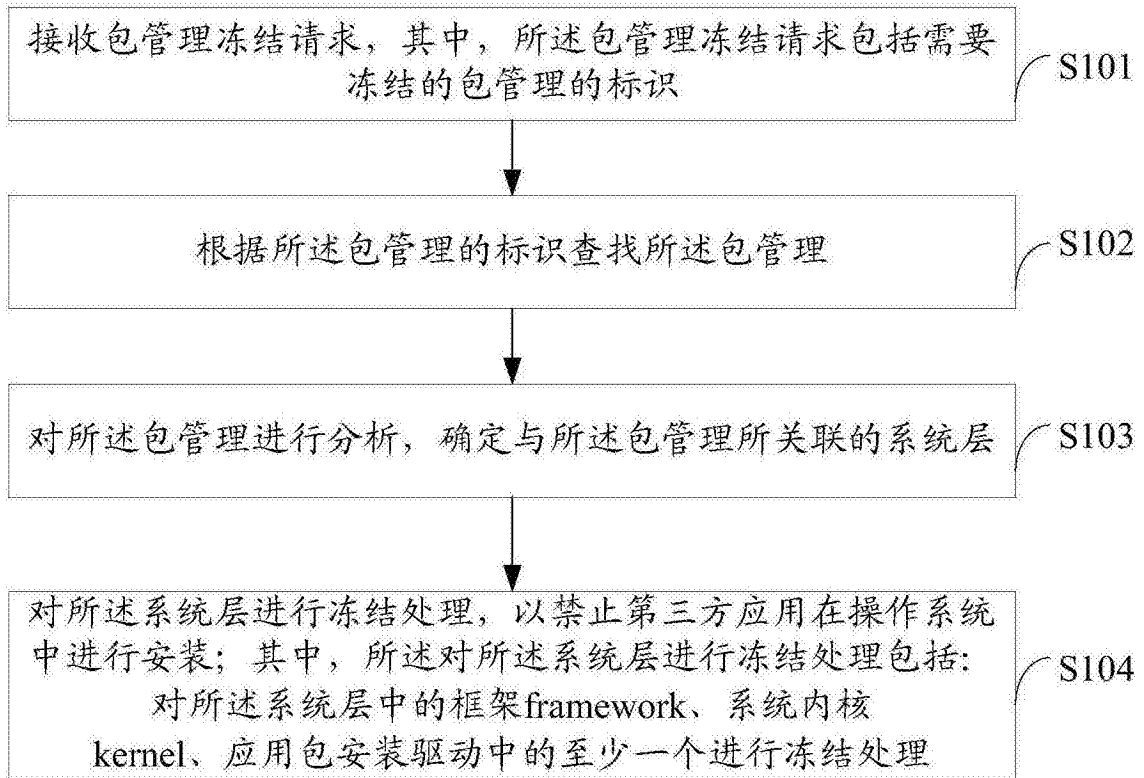 接收包管理冻结请求，其中，所述包管理冻结请求包括需要
冻结的包管理的标识
S101
根据所述包管理的标识查找所述包管理
S102
对所述包管理进行分析，确定与所述包管理所关联的系统层
S103
对所述系统层进行冻结处理，以禁止第三方应用在操作系统
中进行安装；其中，所述对所述系统层进行冻结处理包括：
对所述系统层中的框架framework、系统内核
kernel、应用包安装驱动中的至少一个进行冻结处理
S104